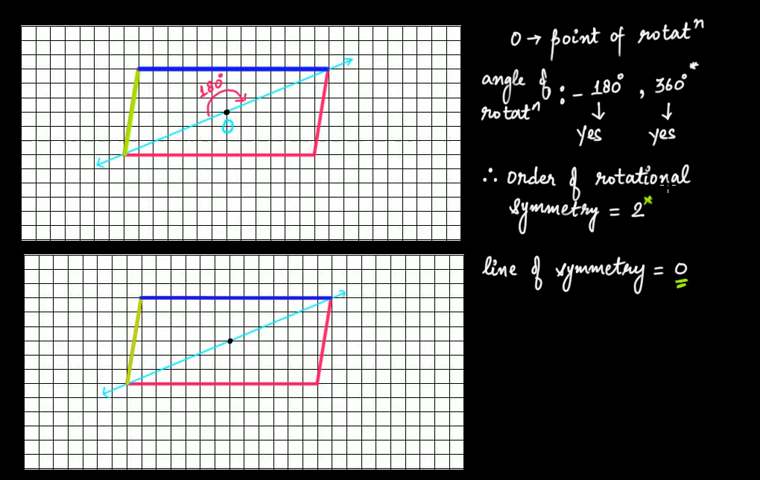 180°
O
O → point of rotatⁿ
angle of rotatⁿ :- 180°, 360°*
↓ ↓
yes yes
∴ order of rotational
symmetry = 2*
line of symmetry = 0